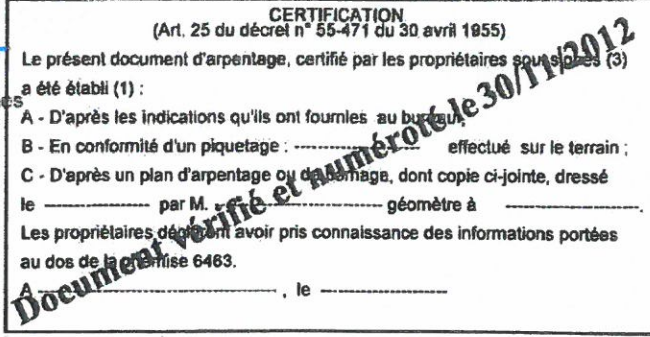 CERTIFICATION
(Art. 25 du décret n° 55-471 du 30 avril 1955)
Le présent document d'arpentage, certifié par les propriétaires soussignés (3)
a été établi (1) :
es
A - D'après les indications qu'ils ont fournies au bureau;
B - En conformité d'un piquetage : ---------------------- effectué sur le terrain ;
C - D'après un plan d'arpentage ou de bornage, dont copie ci-jointe, dressé
le ------------------ par M. ----------------------- géomètre à ----------------------.
Les propriétaires déclarent avoir pris connaissance des informations portées
au dos de la chemise 6463.
A ----------------------------------------, le ---------------------
Document vérifié et numéroté le 30/11/2012